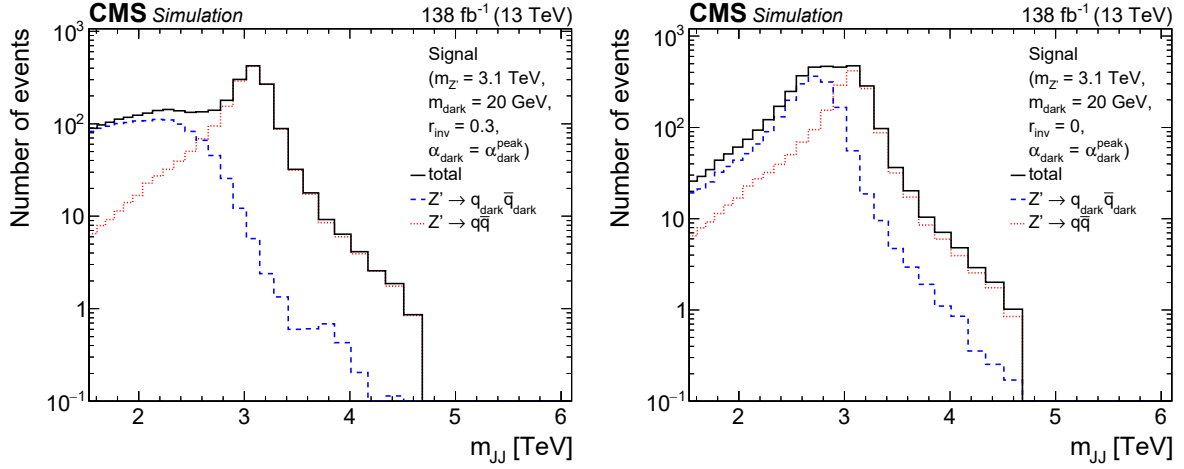 CMS Simulation 138 fb⁻¹ (13 TeV)
Number of events
10³
10²
10
1
10⁻¹
Signal
(m_Z′ = 3.1 TeV,
m_dark = 20 GeV,
r_inv = 0.3,
α_dark = α_dark^peak)
total
Z′ → q_dark q̅_dark
Z′ → qq̅
2 3 4 5 6
m_JJ [TeV]
CMS Simulation 138 fb⁻¹ (13 TeV)
Number of events
10³
10²
10
1
10⁻¹
Signal
(m_Z′ = 3.1 TeV,
m_dark = 20 GeV,
r_inv = 0,
α_dark = α_dark^peak)
total
Z′ → q_dark q̅_dark
Z′ → qq̅
2 3 4 5 6
m_JJ [TeV]